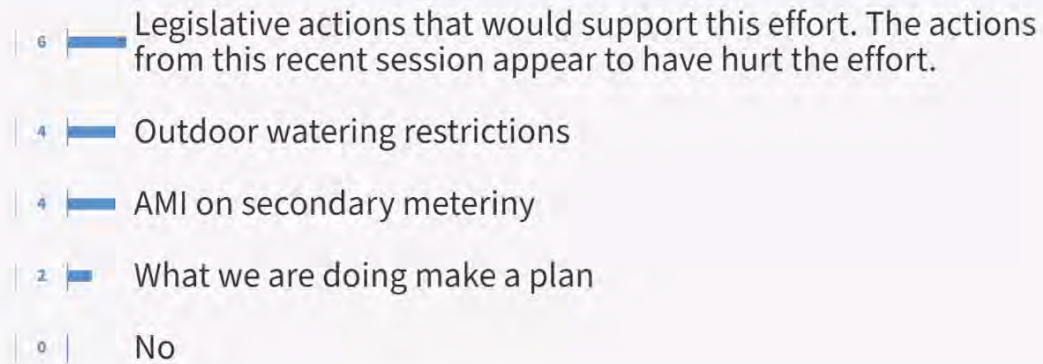 6 Legislative actions that would support this effort. The actions
from this recent session appear to have hurt the effort.
4 Outdoor watering restrictions
4 AMI on secondary meteriny
2 What we are doing make a plan
0 No